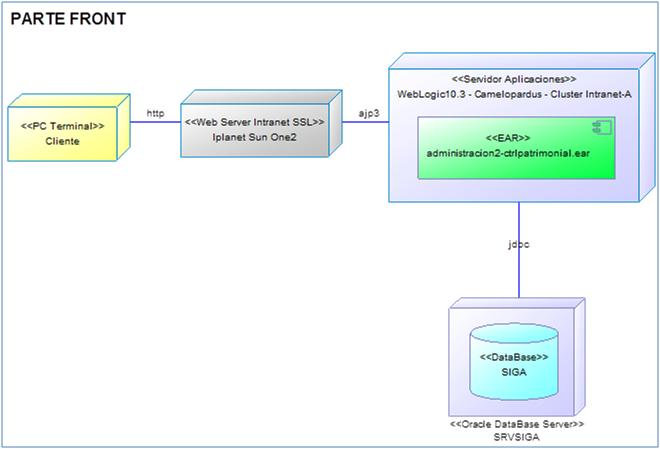 PARTE FRONT
<<PC Terminal>>
Cliente
http
<<Web Server Intranet SSL>>
Iplanet Sun One2
ajp3
<<Servidor Aplicaciones>>
WebLogic10.3 - Camelopardus - Cluster Intranet-A
<<EAR>>
administracion2-ctrlpatrimonial.ear
jdbc
<<DataBase>>
SIGA
<<Oracle DataBase Server>>
SRVSIGA